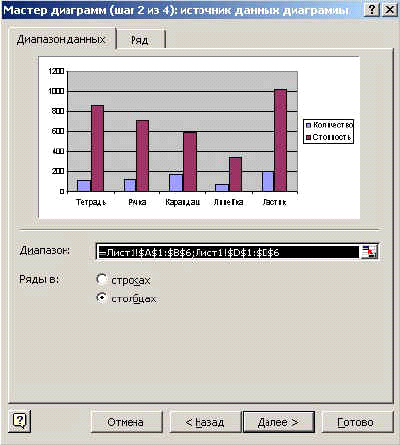 Мастер диаграмм (шаг 2 из 4): источник данных диаграммы
Диапазон данных
Ряд
1200
1000
800
600
400
200
0
Тетрадь Ручка Карандаш Линейка Ластик
Количество
Стоимость
Диапазон:
=Лист1!$A$1:$B$6;Лист1!$D$1:$D$6
Ряды в:
строках
столбцах
Отмена
< Назад
Далее >
Готово